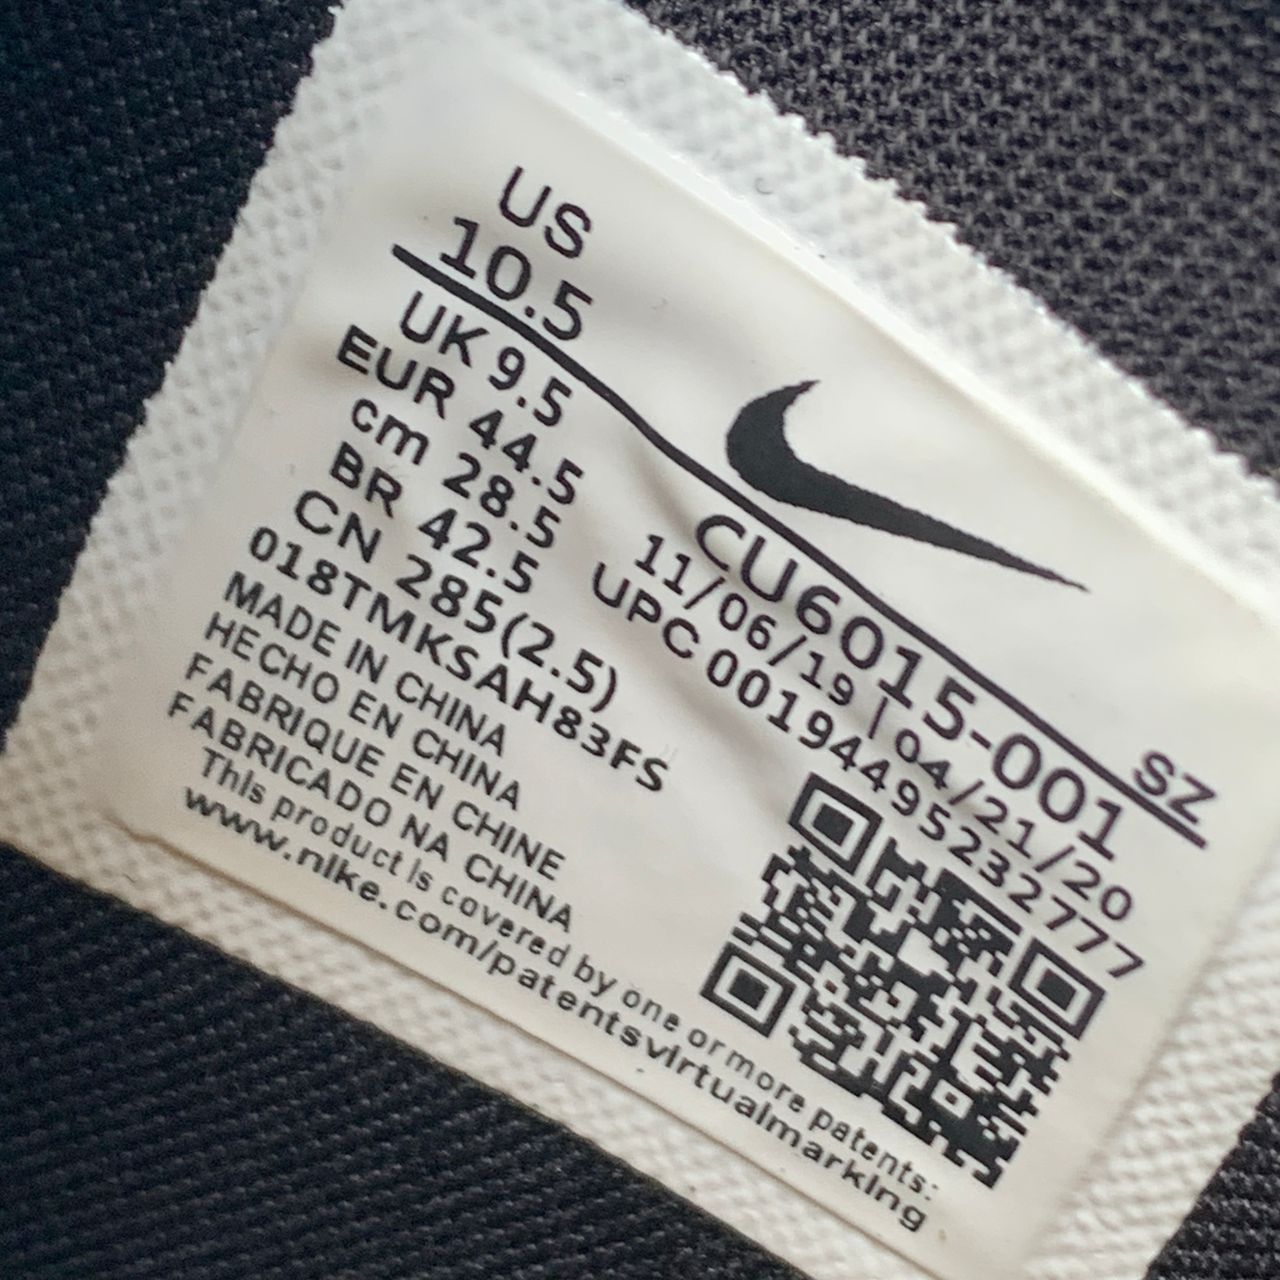 US
10.5
UK 9.5
EUR 44.5
cm 28.5
BR 42.5
CN 285(2.5)
018TMKSAH83FS
MADE IN CHINA
HECHO EN CHINA
FABRIQUE EN CHINE
FABRICADO NA CHINA
This product is covered by one or more patents:
www.nike.com/patentsvirtualmarking
SZ
CU6015-001
11/06/19 | 04/21/20
UPC 00194495232777